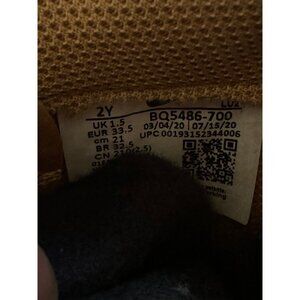 2Y
UK 1.5
EUR 33.5
cm 21
BR 32.5
CN 210(2.5)
BQ5486-700
03/04/20 07/15/20
UPC 00193152344006